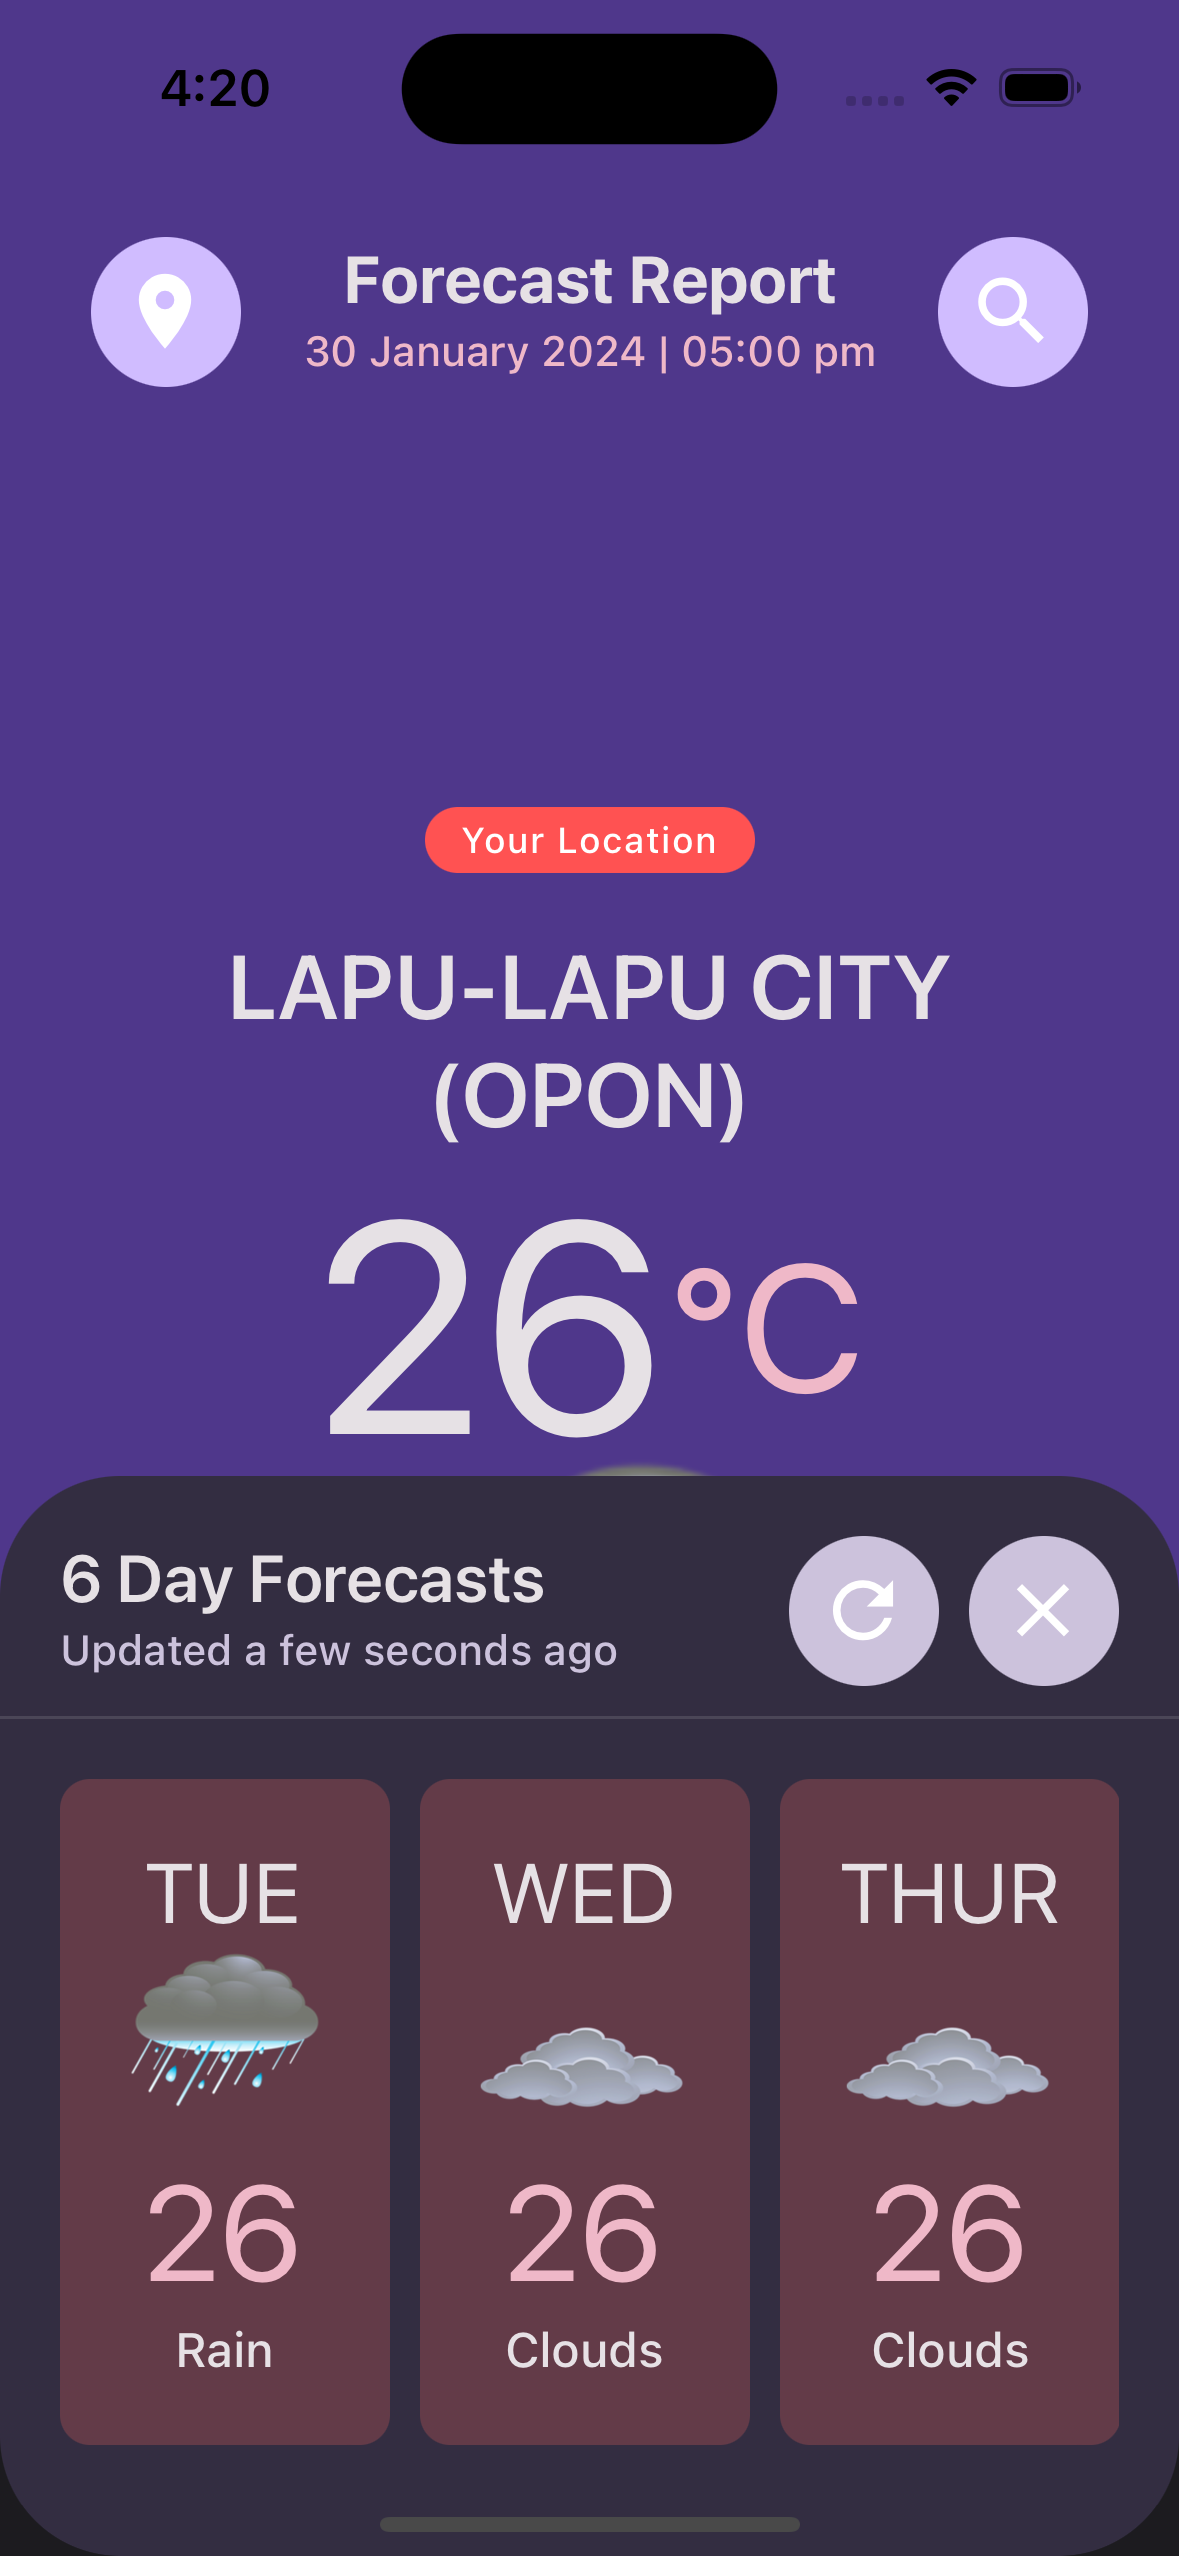 4:20
Forecast Report
30 January 2024 | 05:00 pm
Your Location
LAPU-LAPU CITY
(OPON)
26°C
6 Day Forecasts
Updated a few seconds ago
TUE
26
Rain
WED
26
Clouds
THUR
26
Clouds